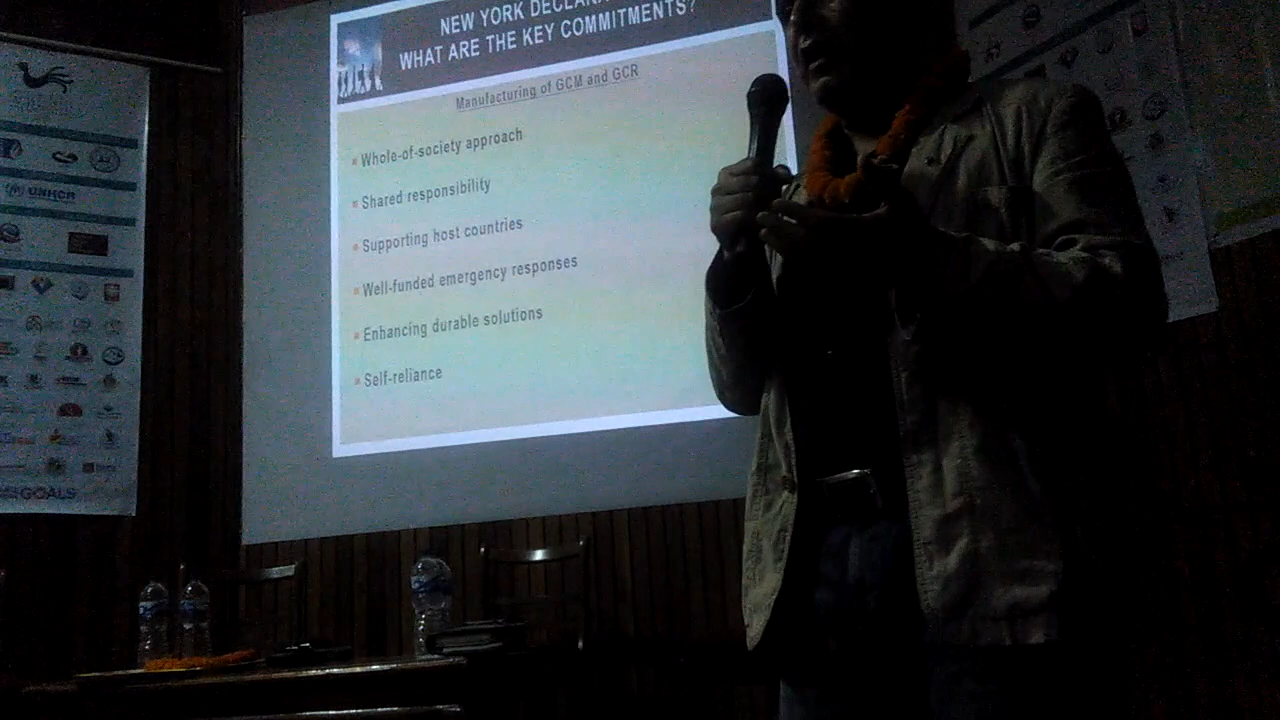 NEW YORK
WHAT ARE THE KEY COMMITMENTS?
Manufacturing of GCM and GCR
Whole-of-society approach
Shared responsibility
Supporting host countries
Well-funded emergency responses
Enhancing durable solutions
Self-reliance
UNHCR
GOALS